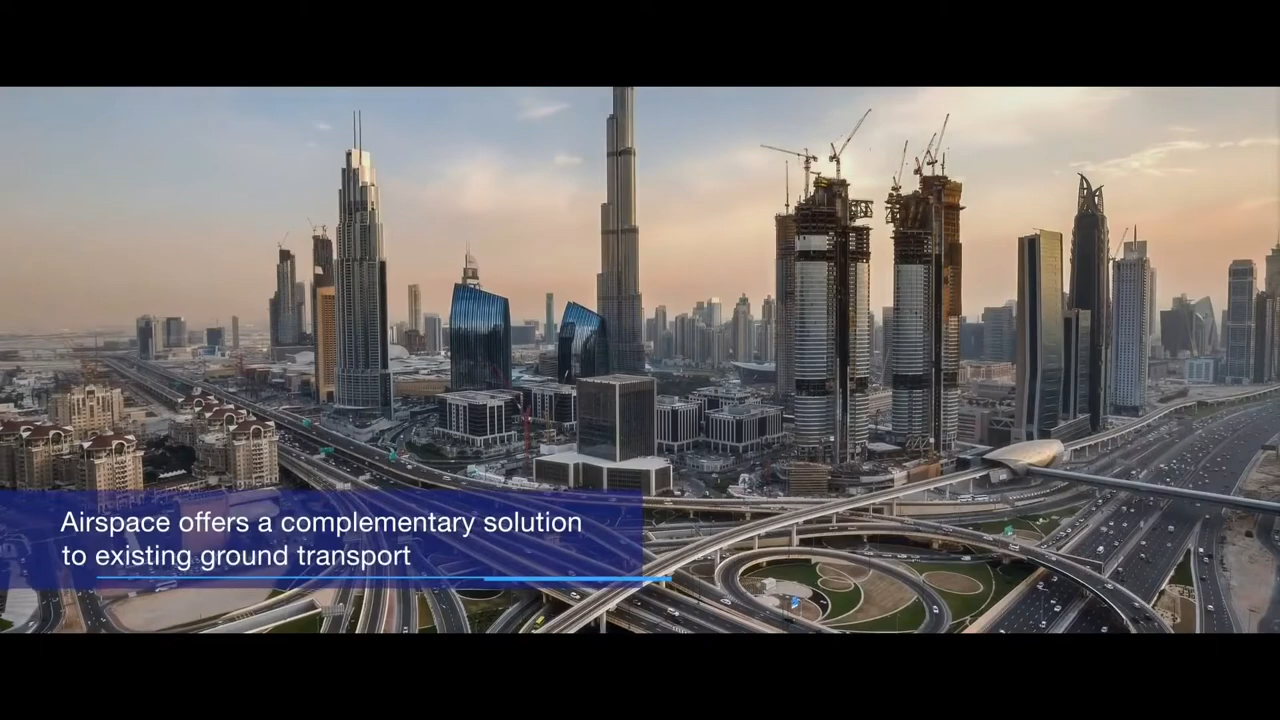 Airspace offers a complementary solution
to existing ground transport